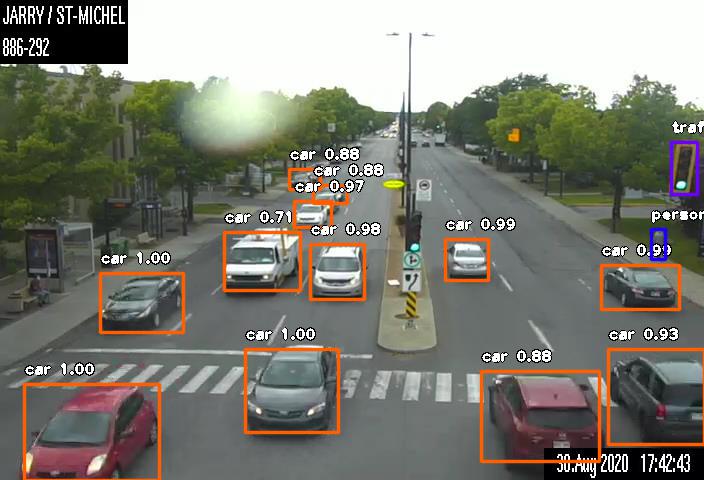 JARRY / ST-MICHEL
886-292
traf
car 0.88
car 0.88
car 0.97
person
car 0.71
car 0.98
car 0.99
car 0.99
car 1.00
car 1.00
car 0.93
car 0.88
car 1.00
30.Aug 2020 17:42:43